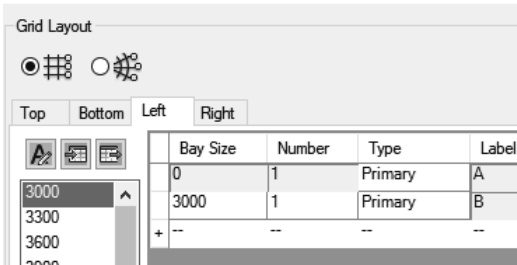 Grid Layout
Top Bottom Left Right
Bay Size Number Type Label
0 1 Primary A
3000 1 Primary B
+ -- -- -- --
3000
3300
3600